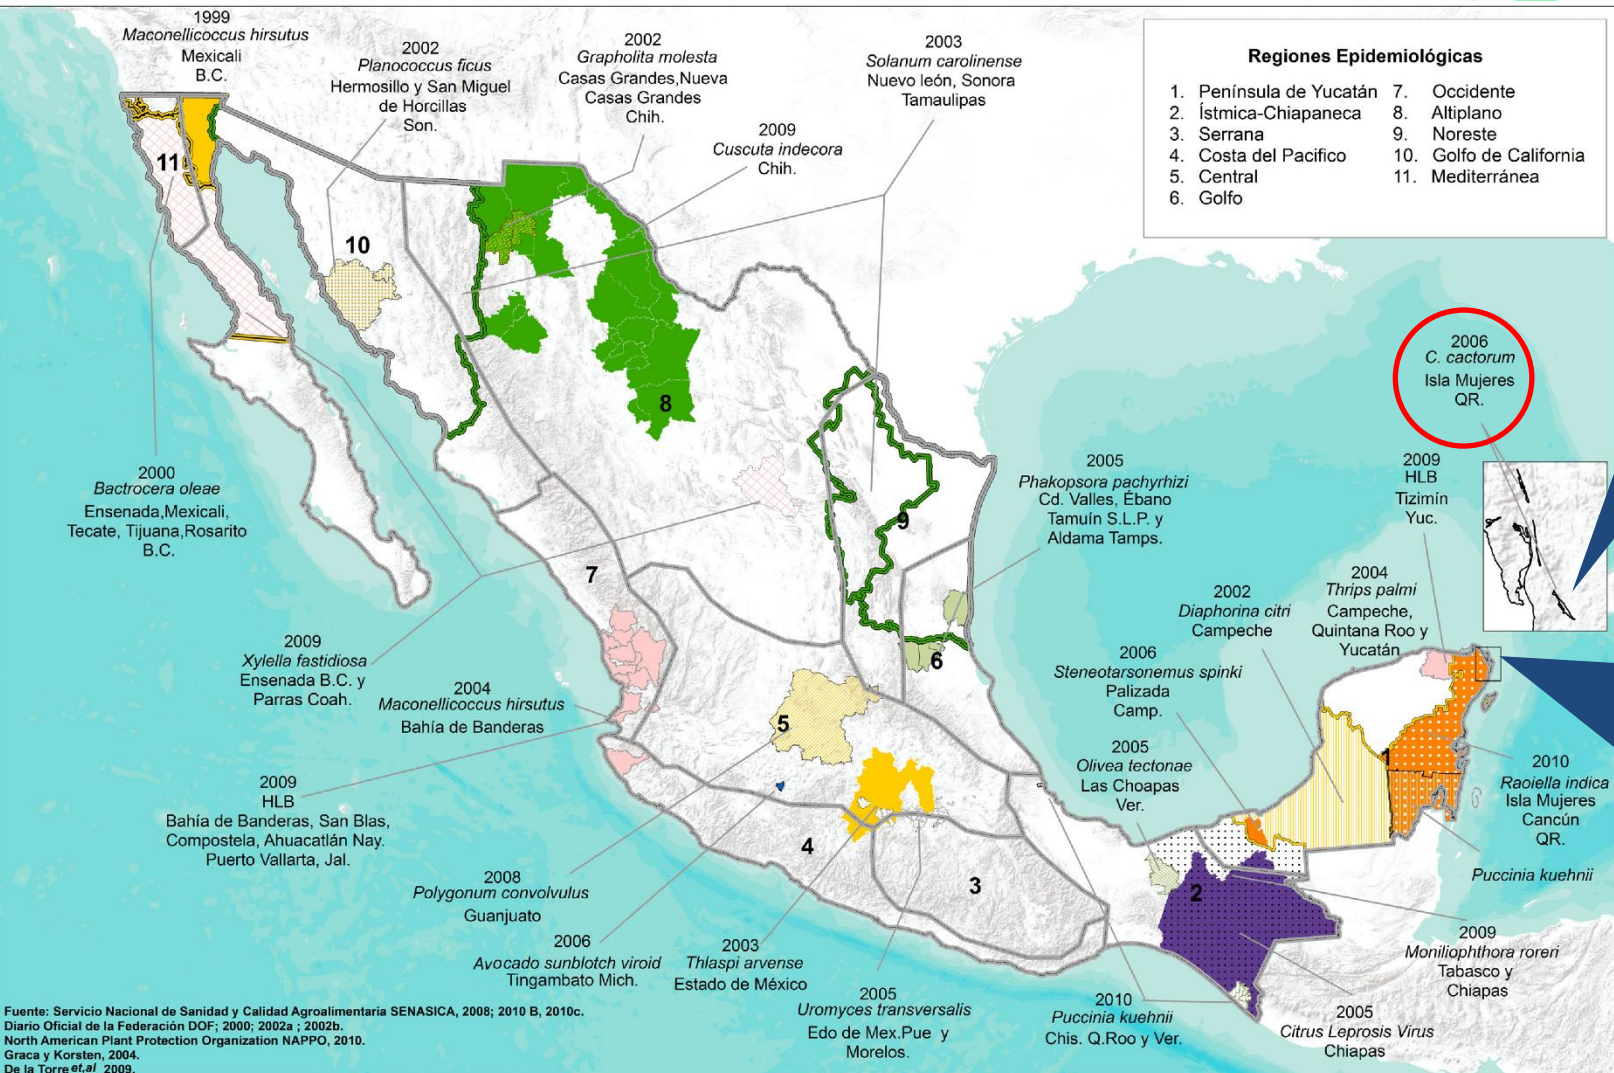 1999
Maconellicoccus hirsutus
Mexicali
B.C.
2002
Planococcus ficus
Hermosillo y San Miguel
de Horcillas
Son.
2002
Grapholita molesta
Casas Grandes,Nueva
Casas Grandes
Chih.
2009
Cuscuta indecora
Chih.
2003
Solanum carolinense
Nuevo león, Sonora
Tamaulipas
Regiones Epidemiológicas
1. Península de Yucatán
2. Ístmica-Chiapaneca
3. Serrana
4. Costa del Pacifico
5. Central
6. Golfo
7. Occidente
8. Altiplano
9. Noreste
10. Golfo de California
11. Mediterránea
11
10
8
9
7
6
5
4
3
2
1
2006
C. cactorum
Isla Mujeres
QR.
2009
HLB
Tizimín
Yuc.
2005
Phakopsora pachyrhizi
Cd. Valles, Ébano
Tamuín S.L.P. y
Aldama Tamps.
2004
Thrips palmi
Campeche,
Quintana Roo y
Yucatán
2002
Diaphorina citri
Campeche
2006
Steneotarsonemus spinki
Palizada
Camp.
2005
Olivea tectonae
Las Choapas
Ver.
2000
Bactrocera oleae
Ensenada,Mexicali,
Tecate, Tijuana,Rosarito
B.C.
2009
Xylella fastidiosa
Ensenada B.C. y
Parras Coah.
2004
Maconellicoccus hirsutus
Bahía de Banderas
2009
HLB
Bahía de Banderas, San Blas,
Compostela, Ahuacatlán Nay.
Puerto Vallarta, Jal.
2008
Polygonum convolvulus
Guanjuato
2006
Avocado sunblotch viroid
Tingambato Mich.
2003
Thlaspi arvense
Estado de México
2005
Uromyces transversalis
Edo de Mex.Pue y
Morelos.
2010
Puccinia kuehnii
Chis. Q.Roo y Ver.
2005
Citrus Leprosis Virus
Chiapas
2009
Moniliophthora roreri
Tabasco y
Chiapas
Puccinia kuehnii
2010
Raoiella indica
Isla Mujeres
Cancún
QR.
Fuente: Servicio Nacional de Sanidad y Calidad Agroalimentaria SENASICA, 2008; 2010 B, 2010c.
Diario Oficial de la Federación DOF; 2000; 2002a ; 2002b.
North American Plant Protection Organization NAPPO, 2010.
Graca y Korsten, 2004.
De la Torre et,al 2009.